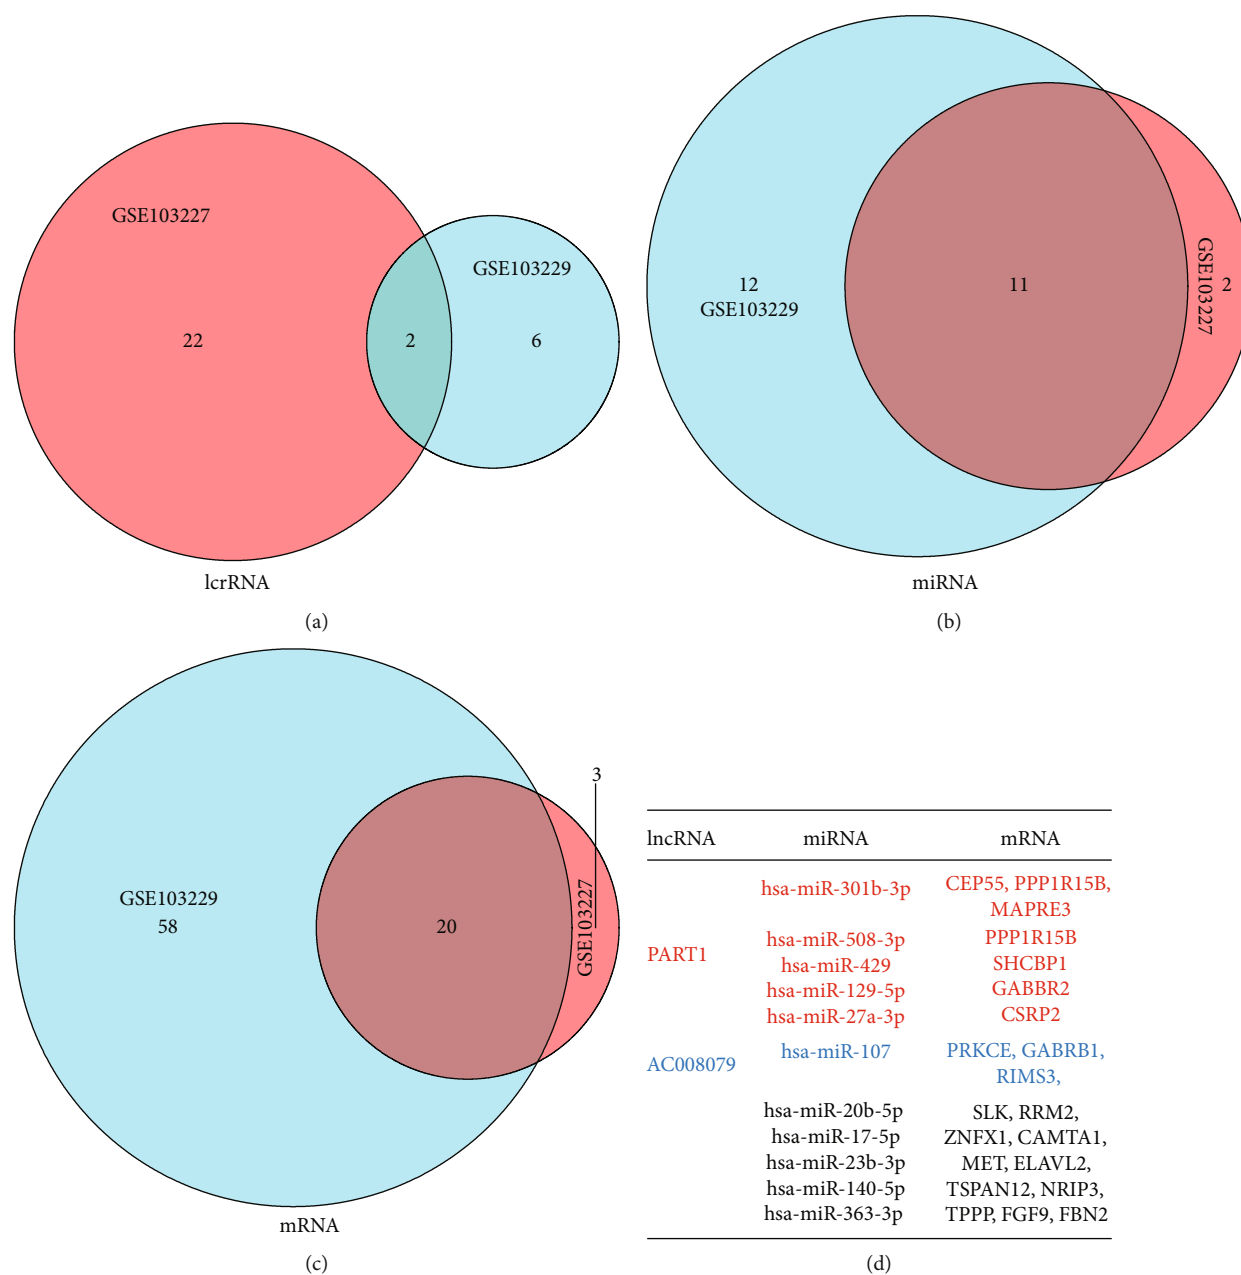 GSE103227
GSE103229
22
2
6
lcrRNA
(a)
12
GSE103229
11
GSE103227
2
miRNA
(b)
3
GSE103229
58
20
GSE103227
mRNA
(c)
lncRNA miRNA mRNA
hsa-miR-301b-3p CEP55, PPP1R15B,
MAPRE3
hsa-miR-508-3p PPP1R15B
PART1
hsa-miR-429 SHCBP1
hsa-miR-129-5p GABBR2
hsa-miR-27a-3p CSRP2
hsa-miR-107 PRKCE, GABRB1,
AC008079
RIMS3,
hsa-miR-20b-5p SLK, RRM2,
hsa-miR-17-5p ZNFX1, CAMTA1,
hsa-miR-23b-3p MET, ELAVL2,
hsa-miR-140-5p TSPAN12, NRIP3,
hsa-miR-363-3p TPPP, FGF9, FBN2
(d)